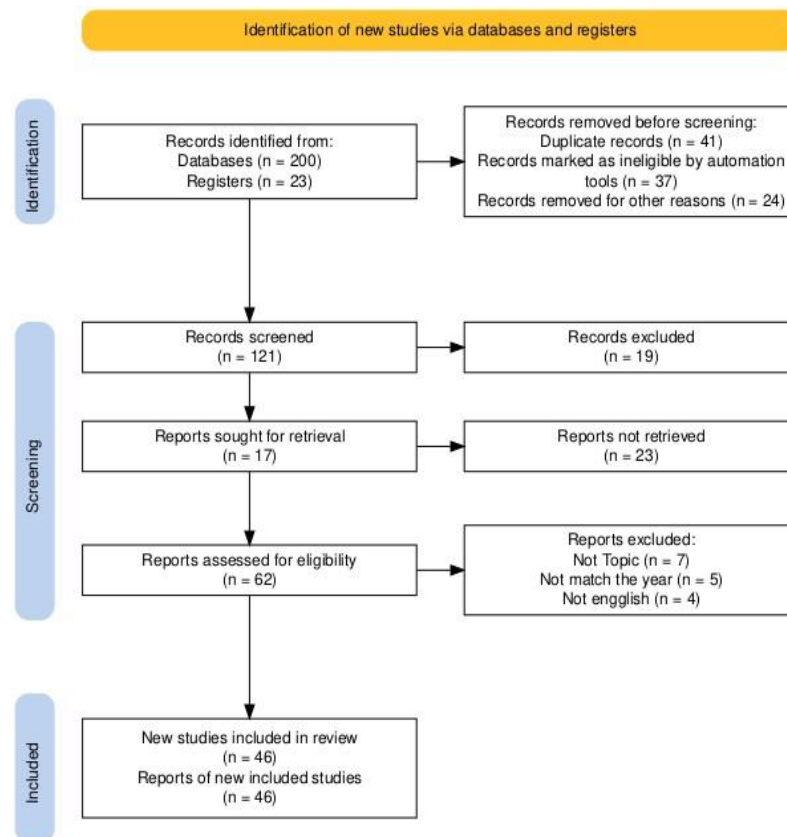 Identification of new studies via databases and registers
Identification
Records identified from:
Databases (n = 200)
Registers (n = 23)
Records removed before screening:
Duplicate records (n = 41)
Records marked as ineligible by automation
tools (n = 37)
Records removed for other reasons (n = 24)
Screening
Records screened
(n = 121)
Records excluded
(n = 19)
Reports sought for retrieval
(n = 17)
Reports not retrieved
(n = 23)
Reports assessed for eligibility
(n = 62)
Reports excluded:
Not Topic (n = 7)
Not match the year (n = 5)
Not engglish (n = 4)
Included
New studies included in review
(n = 46)
Reports of new included studies
(n = 46)